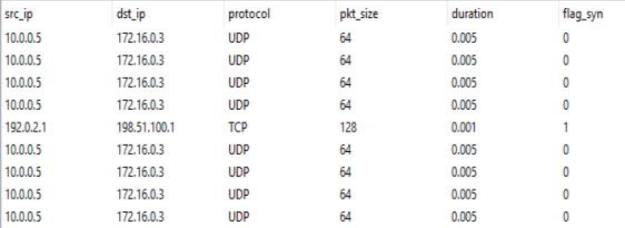 src_ip dst_ip protocol pkt_size duration flag_syn
10.0.0.5 172.16.0.3 UDP 64 0.005 0
10.0.0.5 172.16.0.3 UDP 64 0.005 0
10.0.0.5 172.16.0.3 UDP 64 0.005 0
10.0.0.5 172.16.0.3 UDP 64 0.005 0
192.0.2.1 198.51.100.1 TCP 128 0.001 1
10.0.0.5 172.16.0.3 UDP 64 0.005 0
10.0.0.5 172.16.0.3 UDP 64 0.005 0
10.0.0.5 172.16.0.3 UDP 64 0.005 0
10.0.0.5 172.16.0.3 UDP 64 0.005 0